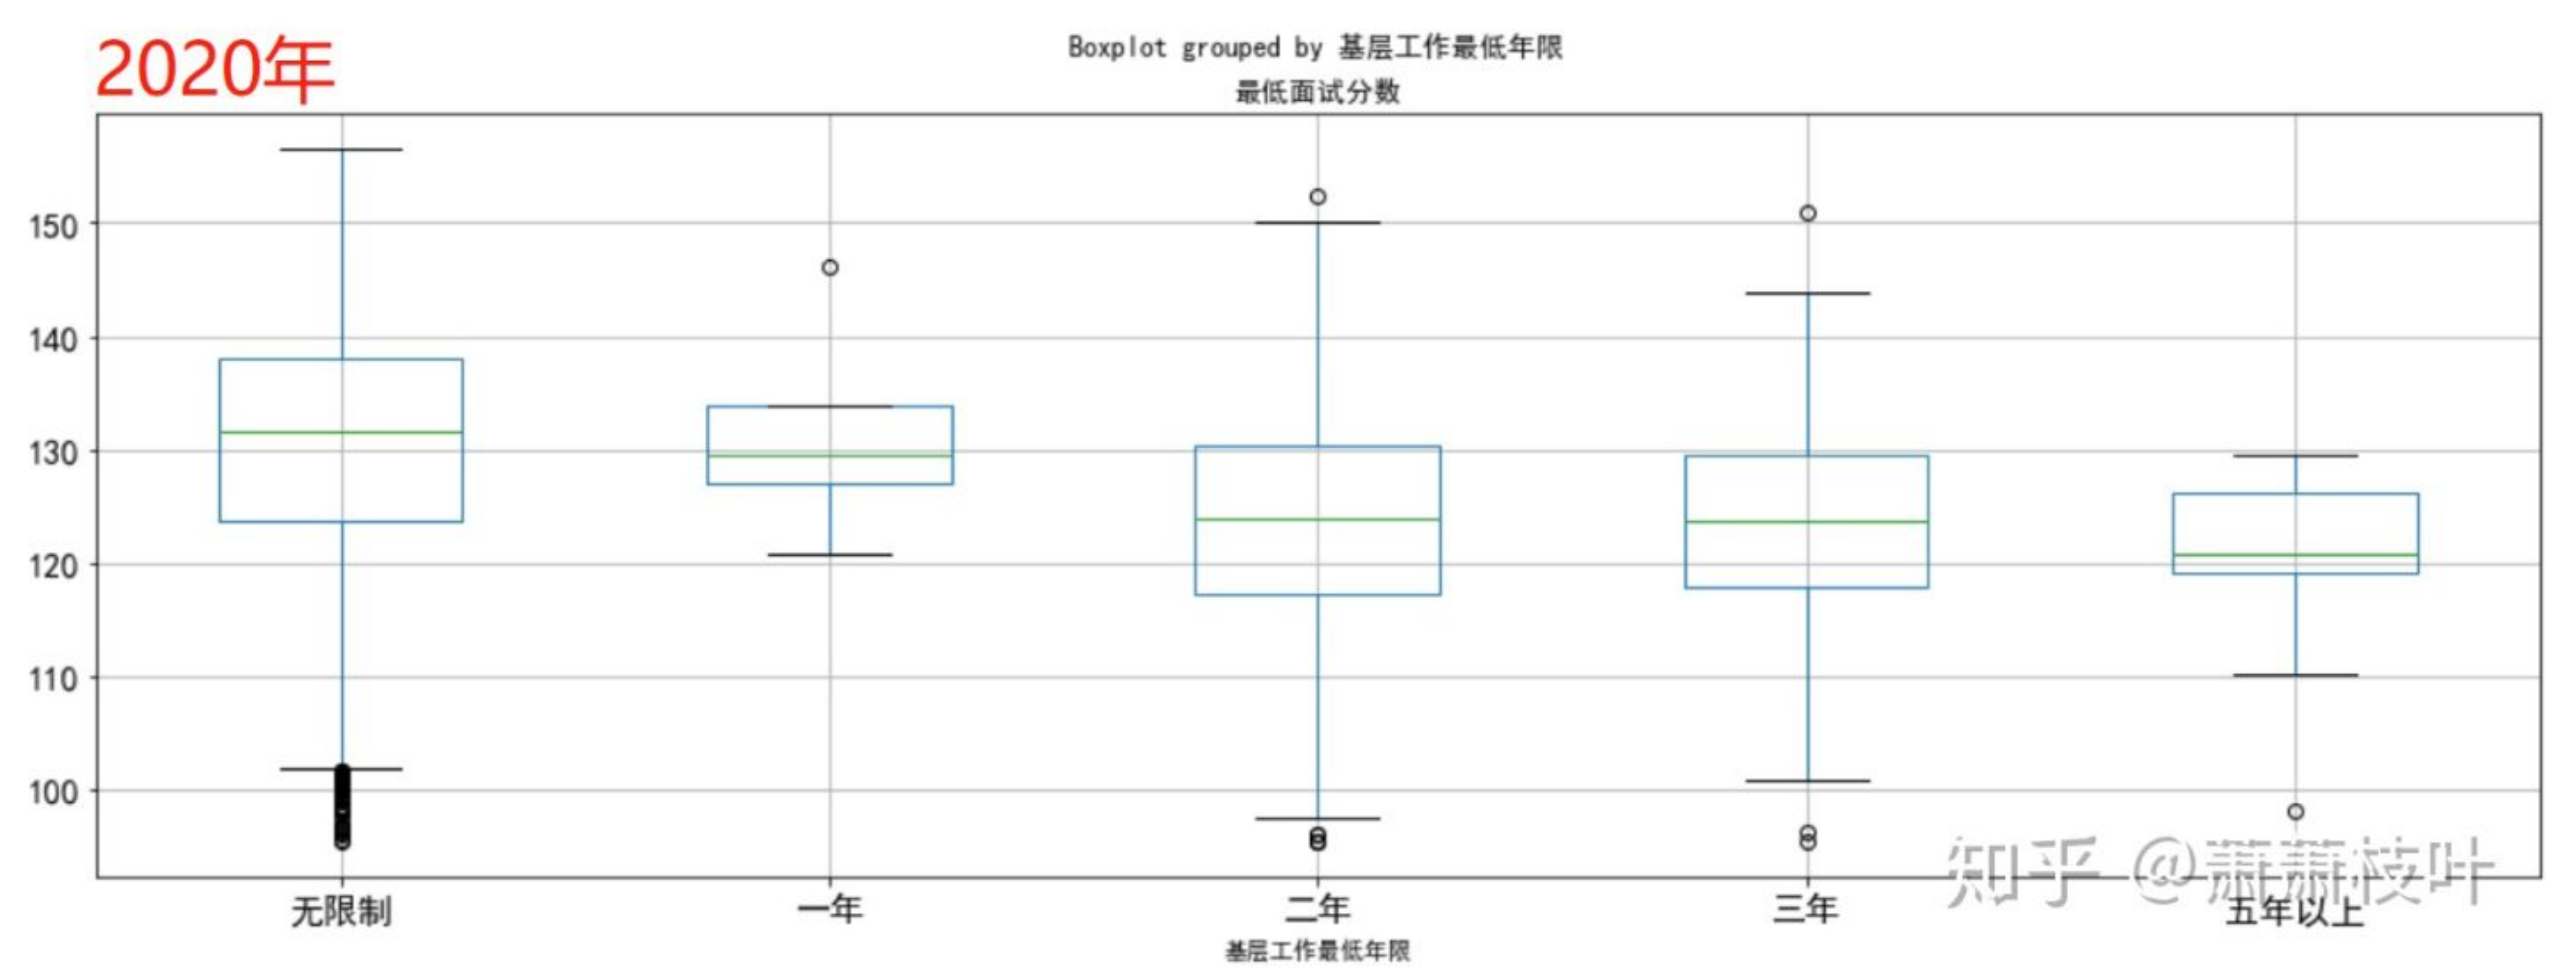 2020年
Boxplot grouped by 基层工作最低年限
最低面试分数
150
140
130
120
110
100
无限制 一年 二年 三年 五年以上
基层工作最低年限
知乎 @萧萧枝叶